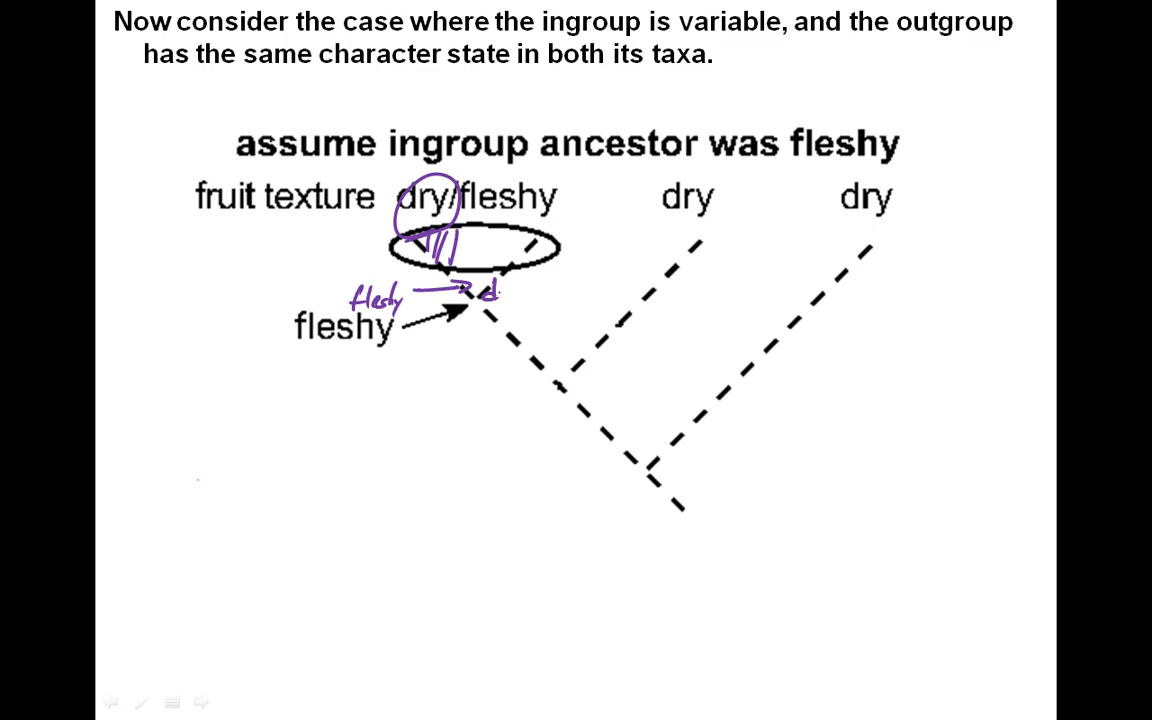 Now consider the case where the ingroup is variable, and the outgroup
has the same character state in both its taxa.
assume ingroup ancestor was fleshy
fruit texture dry/fleshy dry dry
fleshy d
fleshy